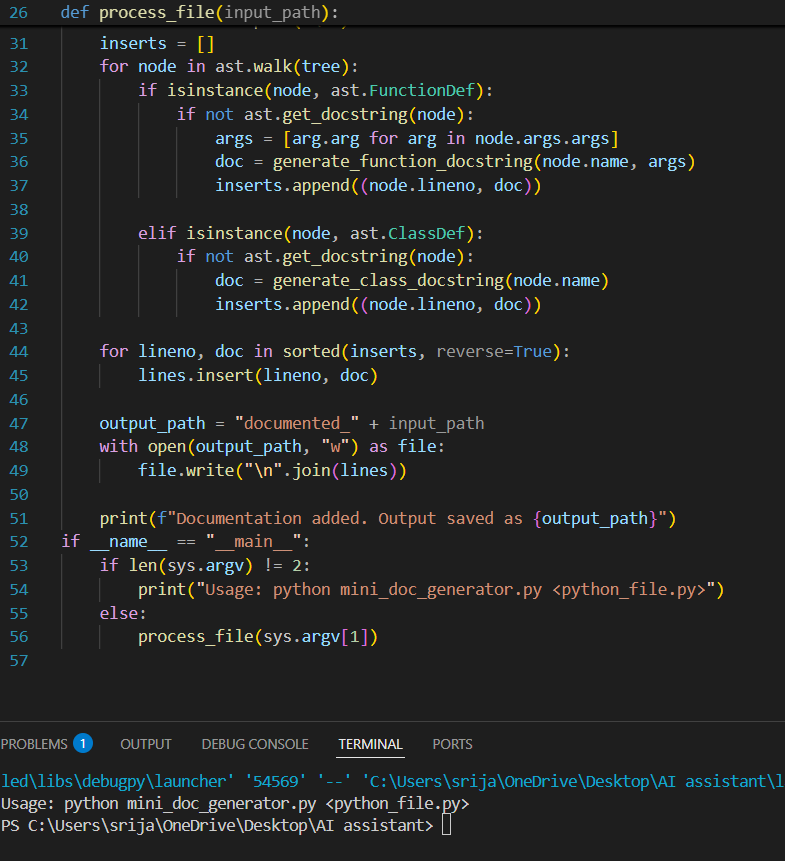 26 def process_file(input_path):
31 inserts = []
32 for node in ast.walk(tree):
33 if isinstance(node, ast.FunctionDef):
34 if not ast.get_docstring(node):
35 args = [arg.arg for arg in node.args.args]
36 doc = generate_function_docstring(node.name, args)
37 inserts.append((node.lineno, doc))
38
39 elif isinstance(node, ast.ClassDef):
40 if not ast.get_docstring(node):
41 doc = generate_class_docstring(node.name)
42 inserts.append((node.lineno, doc))
43
44 for lineno, doc in sorted(inserts, reverse=True):
45 lines.insert(lineno, doc)
46
47 output_path = "documented_" + input_path
48 with open(output_path, "w") as file:
49 file.write("\n".join(lines))
50
51 print(f"Documentation added. Output saved as {output_path}")
52 if __name__ == "__main__":
53 if len(sys.argv) != 2:
54 print("Usage: python mini_doc_generator.py <python_file.py>")
55 else:
56 process_file(sys.argv[1])
57
PROBLEMS 1 OUTPUT DEBUG CONSOLE TERMINAL PORTS
led\libs\debugpy\launcher' '54569' '--' 'C:\Users\srija\OneDrive\Desktop\AI assistant\l
Usage: python mini_doc_generator.py <python_file.py>
PS C:\Users\srija\OneDrive\Desktop\AI assistant>